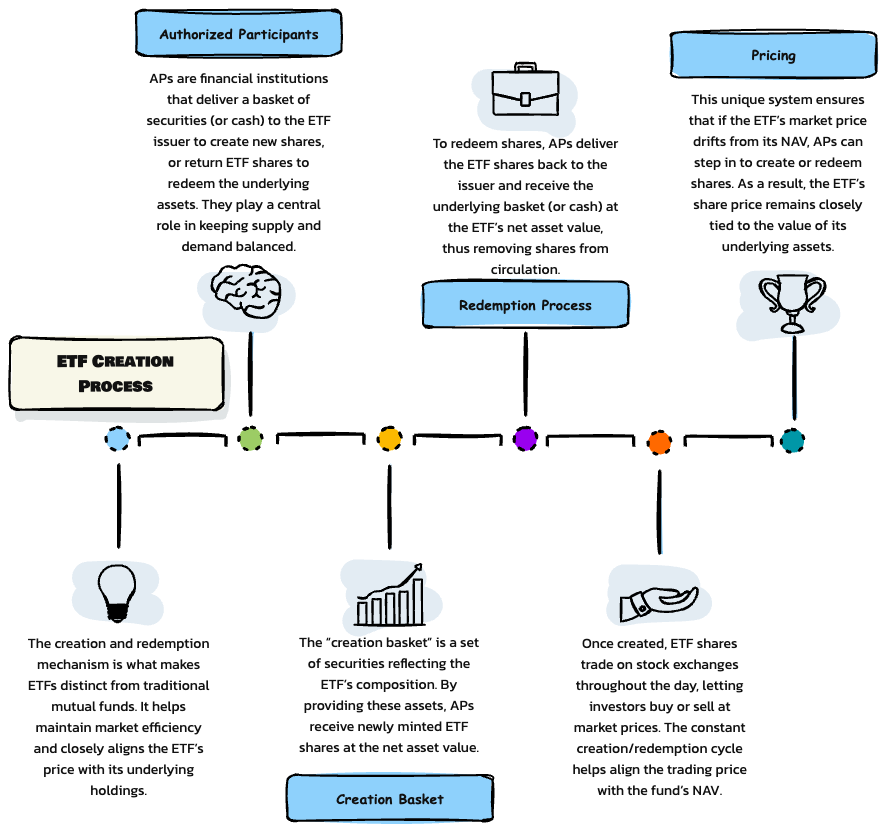 Authorized Participants
APs are financial institutions
that deliver a basket of
securities (or cash) to the ETF
issuer to create new shares,
or return ETF shares to
redeem the underlying
assets. They play a central
role in keeping supply and
demand balanced.
To redeem shares, APs deliver
the ETF shares back to the
issuer and receive the
underlying basket (or cash) at
the ETF’s net asset value,
thus removing shares from
circulation.
Redemption Process
Pricing
This unique system ensures
that if the ETF’s market price
drifts from its NAV, APs can
step in to create or redeem
shares. As a result, the ETF’s
share price remains closely
tied to the value of its
underlying assets.
ETF Creation
Process
The creation and redemption
mechanism is what makes
ETFs distinct from traditional
mutual funds. It helps
maintain market efficiency
and closely aligns the ETF’s
price with its underlying
holdings.
The “creation basket” is a set
of securities reflecting the
ETF’s composition. By
providing these assets, APs
receive newly minted ETF
shares at the net asset value.
Creation Basket
Once created, ETF shares
trade on stock exchanges
throughout the day, letting
investors buy or sell at
market prices. The constant
creation/redemption cycle
helps align the trading price
with the fund’s NAV.